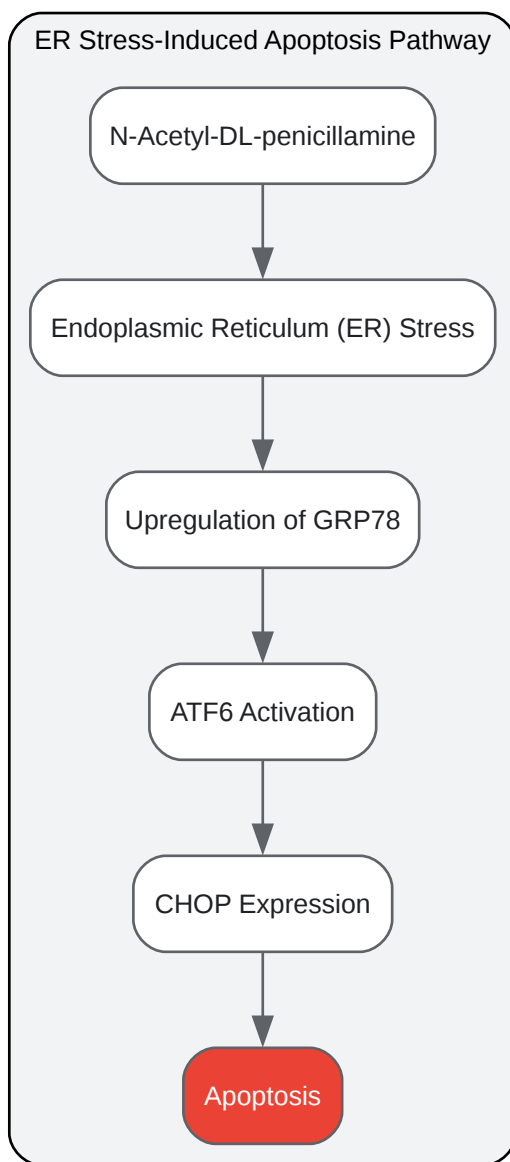 ER Stress-Induced Apoptosis Pathway
N-Acetyl-DL-penicillamine
Endoplasmic Reticulum (ER) Stress
Upregulation of GRP78
ATF6 Activation
CHOP Expression
Apoptosis